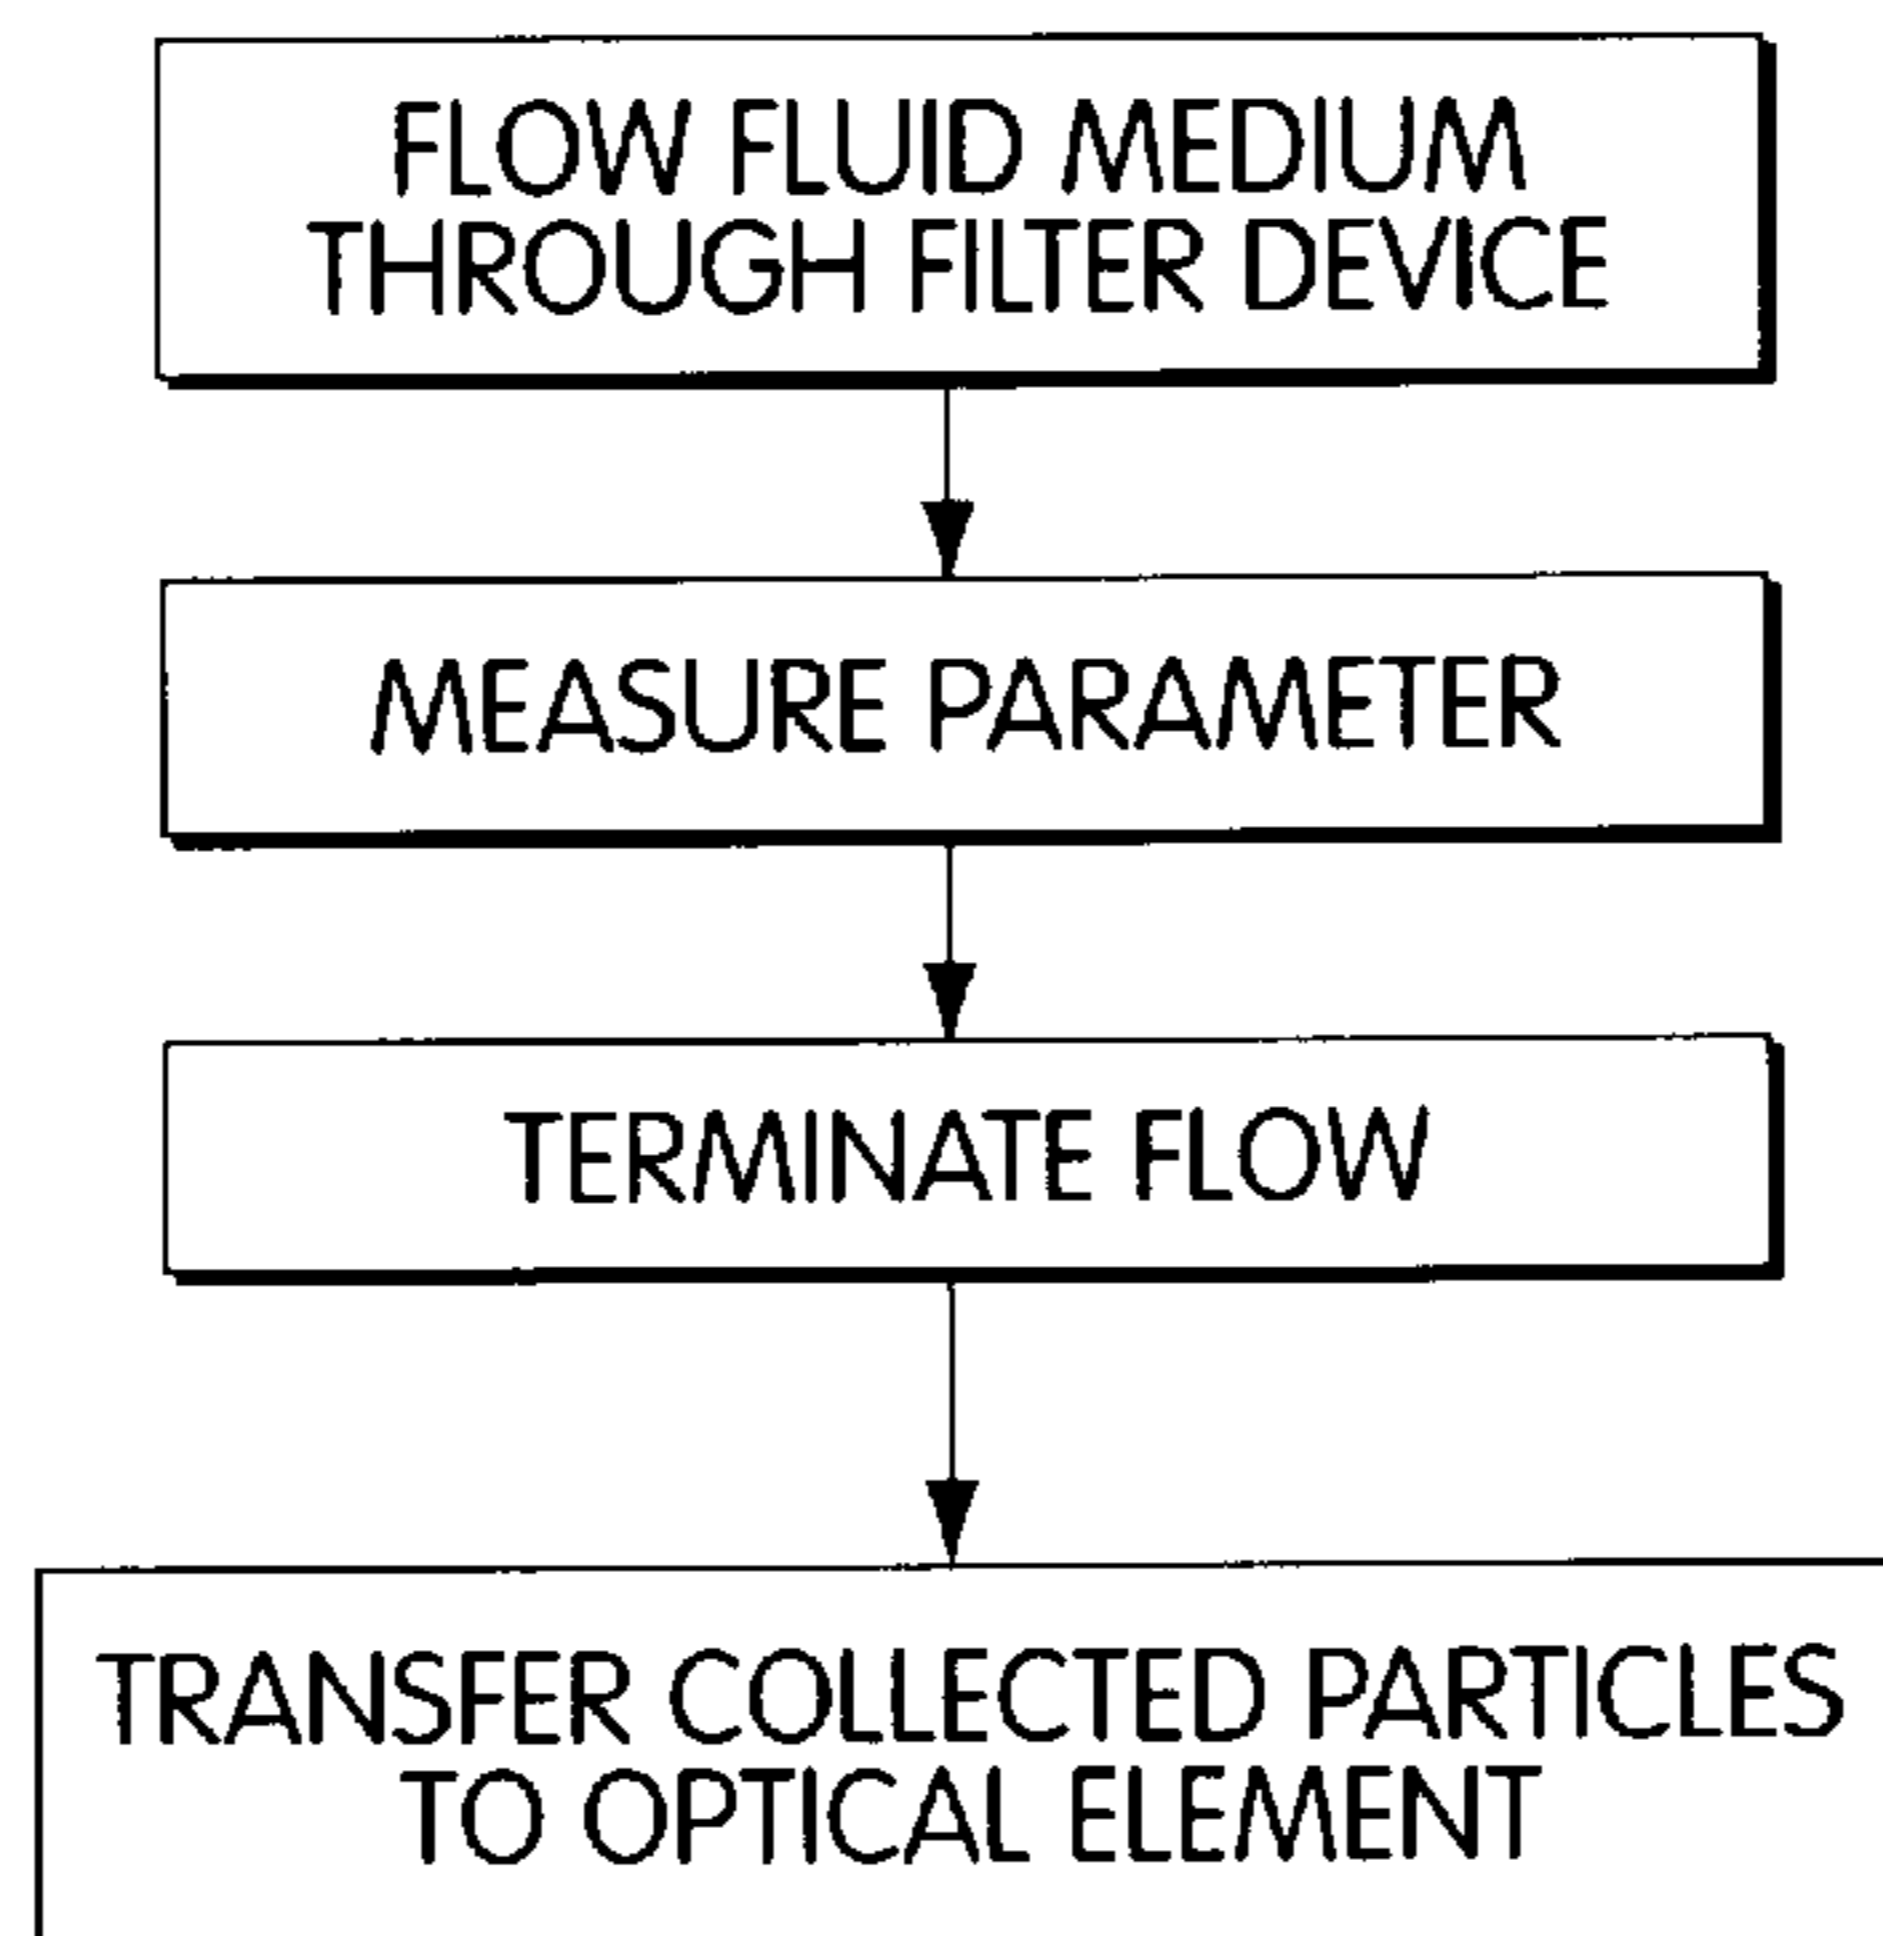 FLOW FLUID MEDIUM
THROUGH FILTER DEVICE
MEASURE PARAMETER
TERMINATE FLOW
TRANSFER COLLECTED PARTICLES
TO OPTICAL ELEMENT